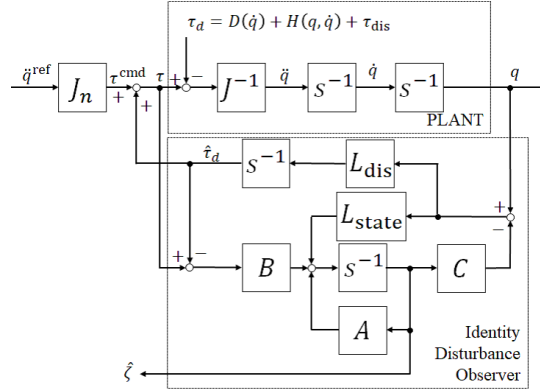 τ_d = D(q̇) + H(q, q̇) + τ_dis
q̈^ref J_n τ^cmd + + τ + − J⁻¹ q̈ s⁻¹ q̇ s⁻¹ q
PLANT
τ̂_d s⁻¹ L_dis
L_state + −
+ − B s⁻¹ C
A
Identity
Disturbance
Observer
ζ̂